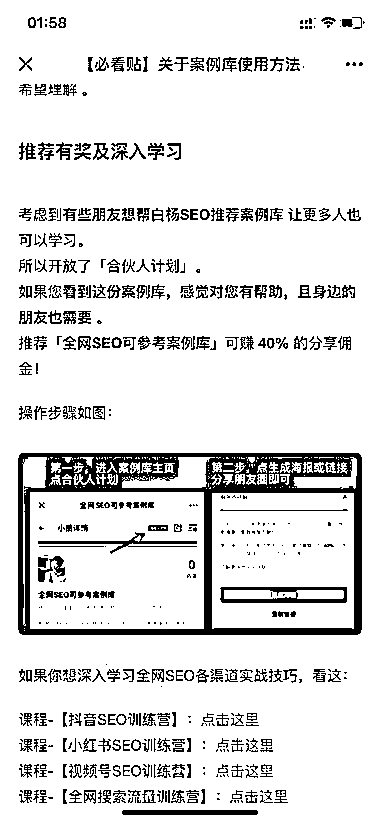 01:58
【必看贴】关于案例库使用方法.
希望理解。
推荐有奖及深入学习
考虑到有些朋友想帮白杨SEO推荐案例库 让更多人也
可以学习。
所以开放了「合伙人计划」。
如果您看到这份案例库，感觉对您有帮助，且身边的
朋友也需要 。
推荐「全网SEO可参考案例库」可赚 40% 的分享佣
金！
操作步骤如图：
第一步，进入案例库主页
点合伙人计划
第二步，点生成海报或链接
分享朋友圈即可
全网SEO可参考案例库
小册详情
0
全网SEO可参考案例库
如果你想深入学习全网SEO各渠道实战技巧，看这：
课程-【抖音SEO训练营】：点击这里
课程-【小红书SEO训练营】：点击这里
课程-【视频号SEO训练营】：点击这里
课程-【全网搜索流量训练营】：点击这里